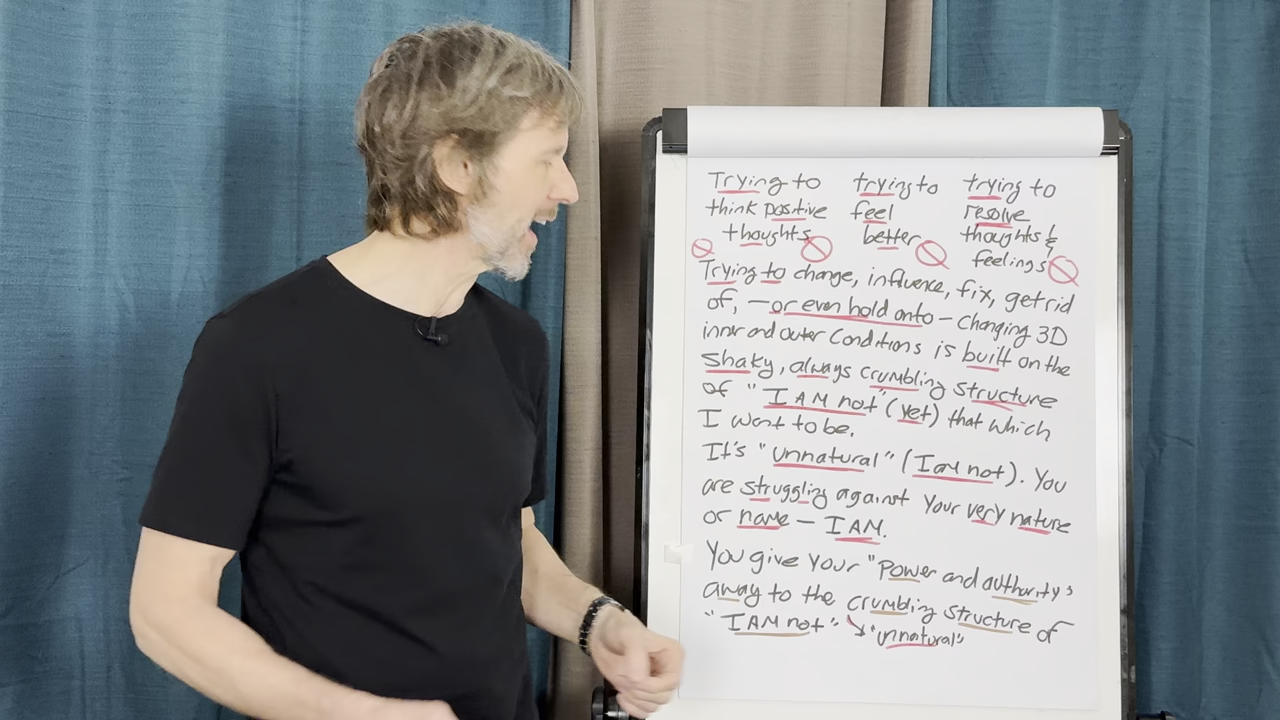 Trying to trying to trying to
think positive feel resolve
thoughts better thoughts &
feelings
Trying to change, influence, fix, get rid
of, - or even hold onto - changing 3D
inner and outer conditions is built on the
shaky, always crumbling structure
of "I AM not" (yet) that which
I want to be.
It's "unnatural" (I am not). You
are struggling against your very nature
or name - I AM.
You give your "power and authority"
away to the crumbling structure of
"I AM not" ↘ "unnatural"